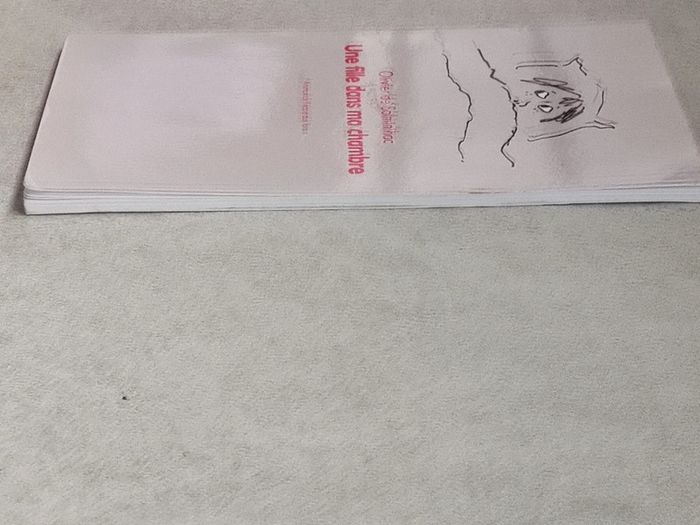 Olivier de Solminihac
Une fille dans ma chambre